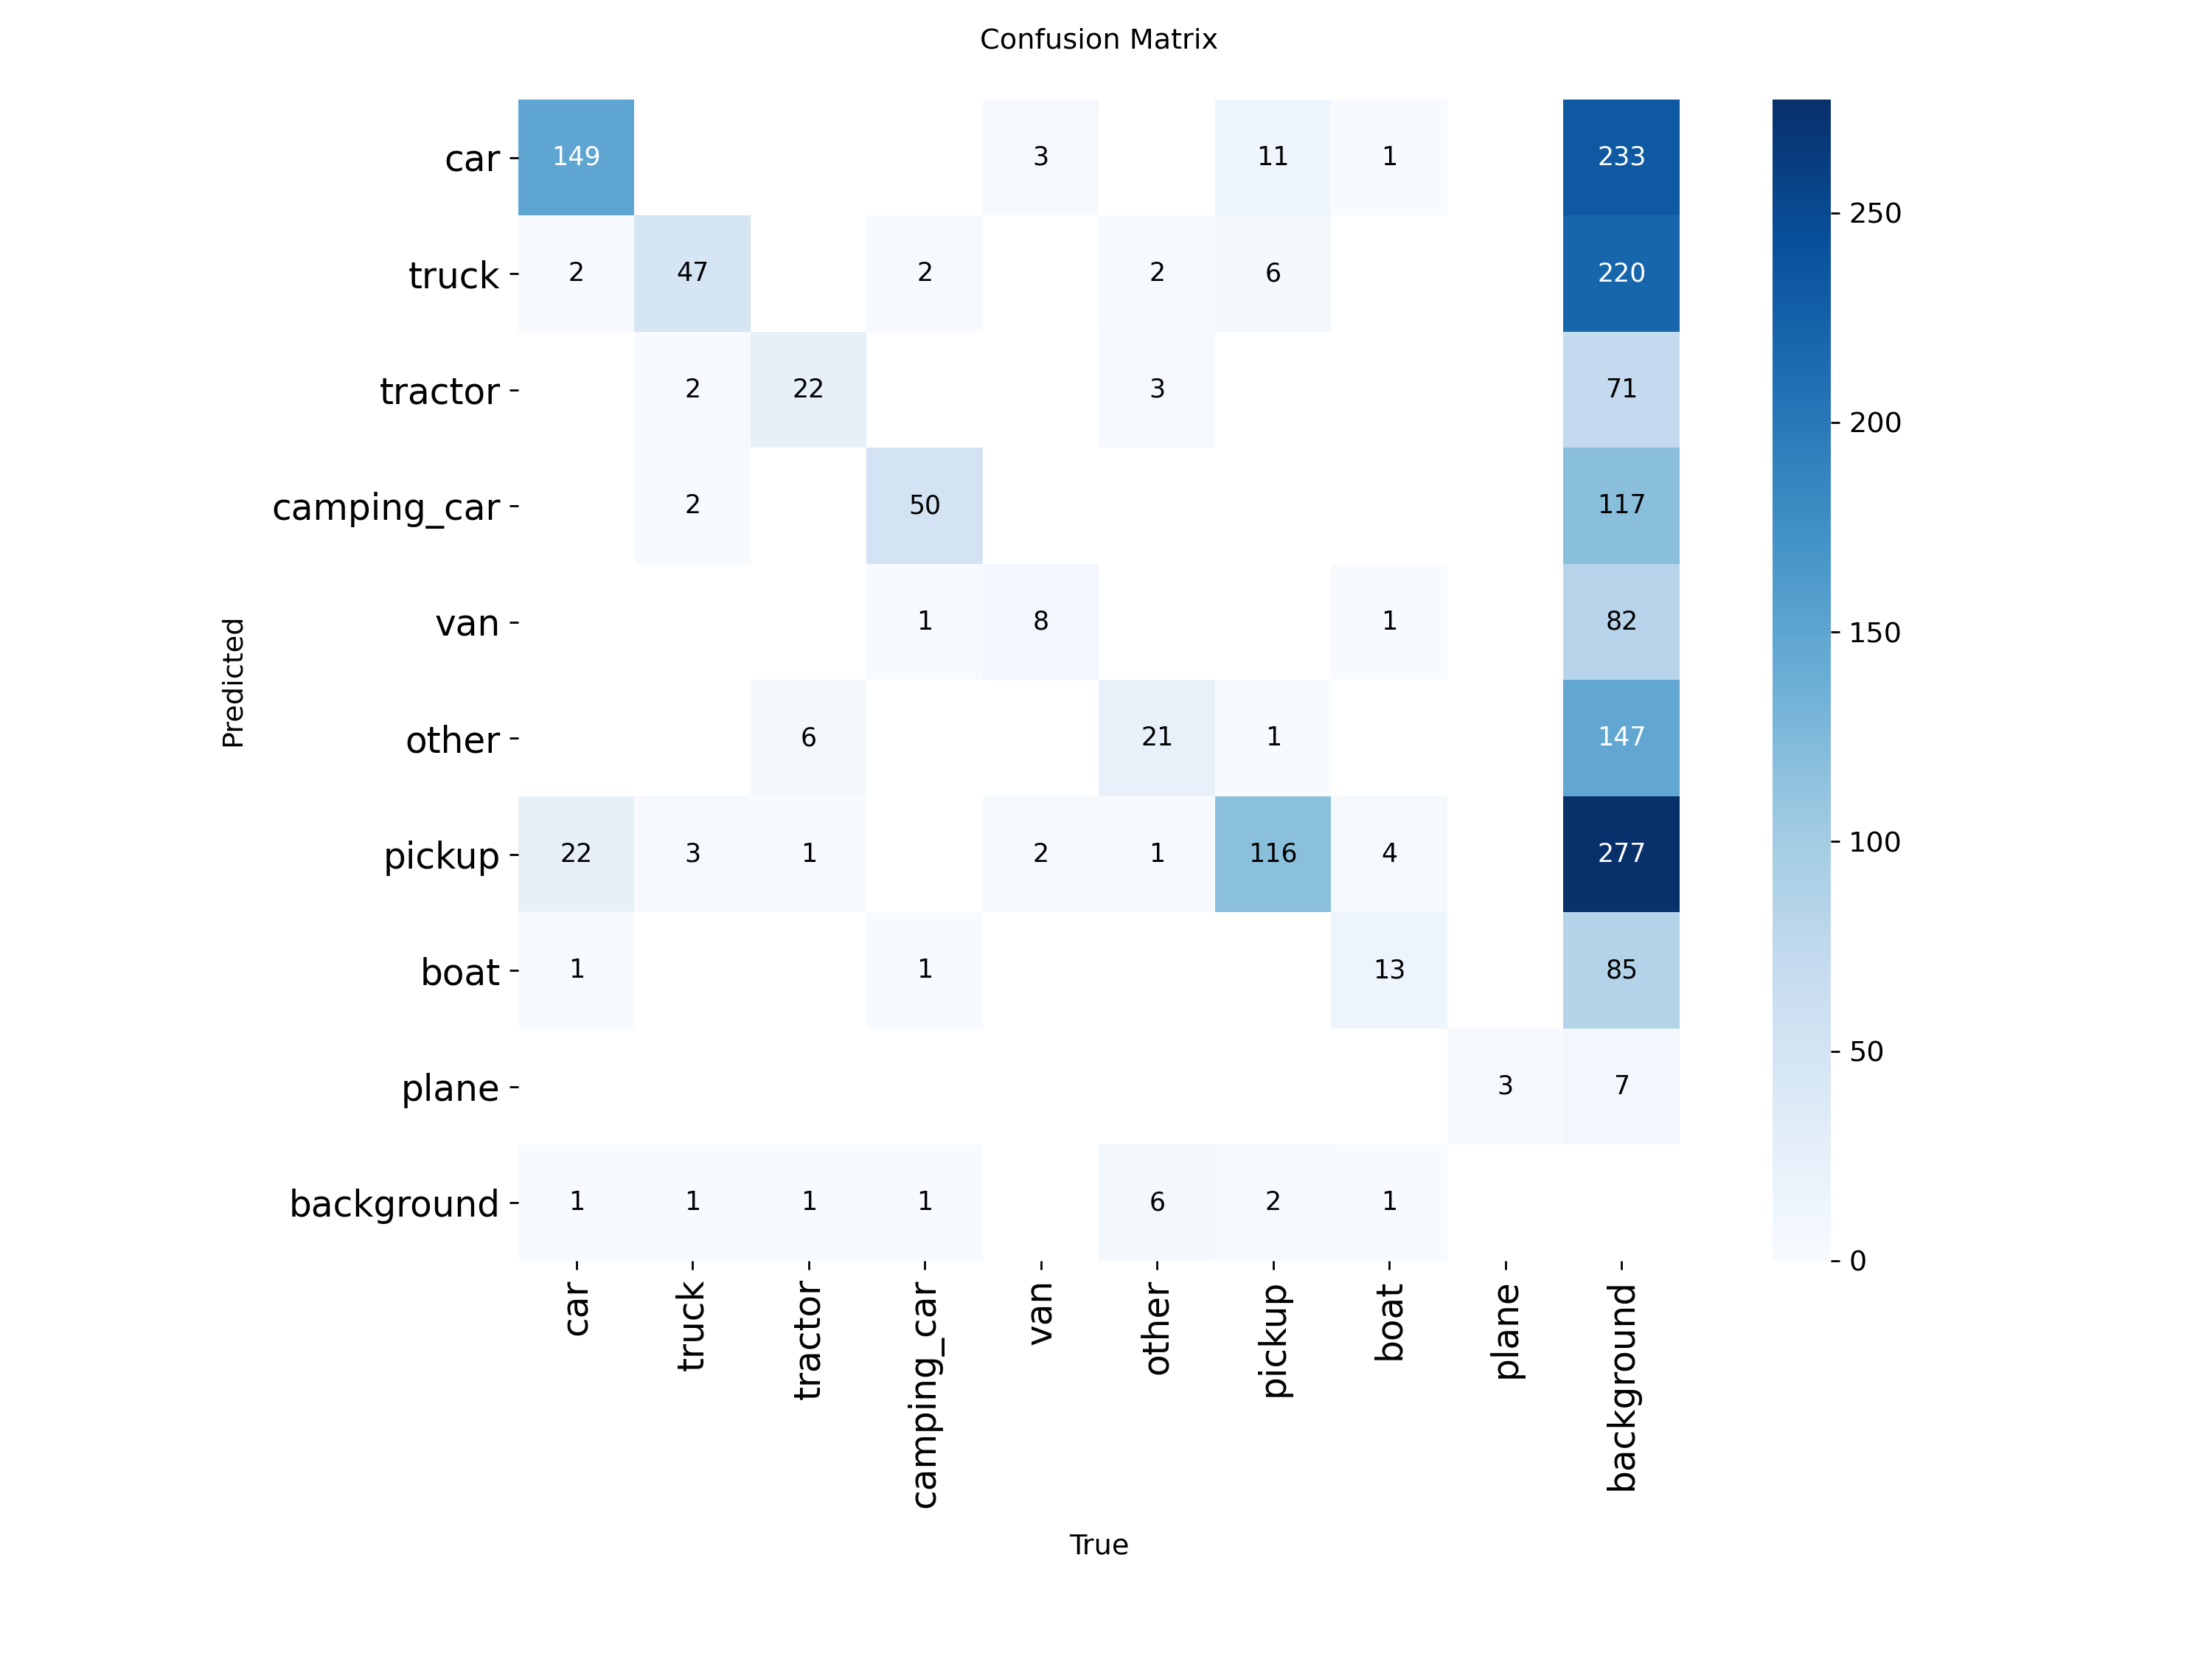 Confusion Matrix
car 149 3 11 1 233
truck 2 47 2 2 6 220
tractor 2 22 3 71
camping_car 2 50 117
van 1 8 1 82
other 6 21 1 147
pickup 22 3 1 2 1 116 4 277
boat 1 1 13 85
plane 3 7
background 1 1 1 1 6 2 1
car truck tractor camping_car van other pickup boat plane background
Predicted
True
250
200
150
100
50
0